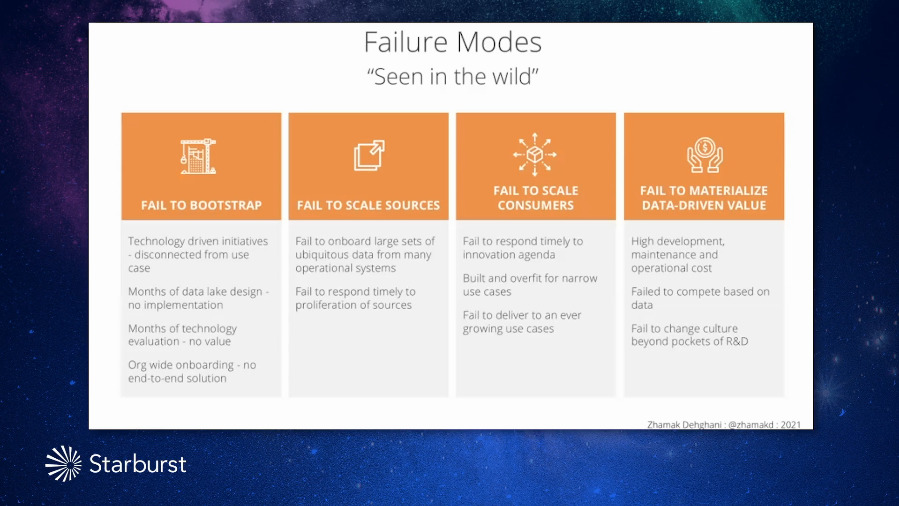 Failure Modes
“Seen in the wild”
FAIL TO BOOTSTRAP
Technology driven initiatives
- disconnected from use
case
Months of data lake design -
no implementation
Months of technology
evaluation - no value
Org wide onboarding - no
end-to-end solution
FAIL TO SCALE SOURCES
Fail to onboard large sets of
ubiquitous data from many
operational systems
Fail to respond timely to
proliferation of sources
FAIL TO SCALE
CONSUMERS
Fail to respond timely to
innovation agenda
Built and overfit for narrow
use cases
Fail to deliver to an ever
growing use cases
FAIL TO MATERIALIZE
DATA-DRIVEN VALUE
High development,
maintenance and
operational cost
Failed to compete based on
data
Fail to change culture
beyond pockets of R&D
Zhamak Dehghani : @zhamakd : 2021
Starburst